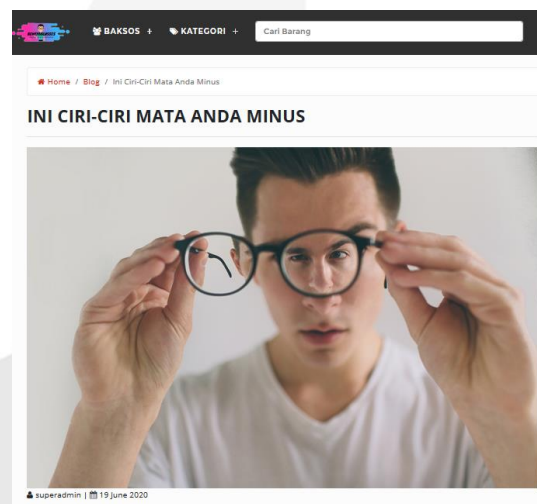 BAKSOS +
KATEGORI +
Cari Barang
Home / Blog / Ini Ciri-Ciri Mata Anda Minus
INI CIRI-CIRI MATA ANDA MINUS
superadmin | 19 June 2020